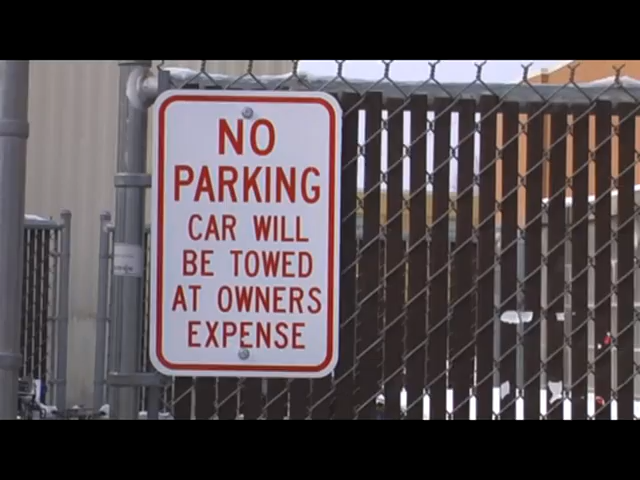 NO
PARKING
CAR WILL
BE TOWED
AT OWNERS
EXPENSE